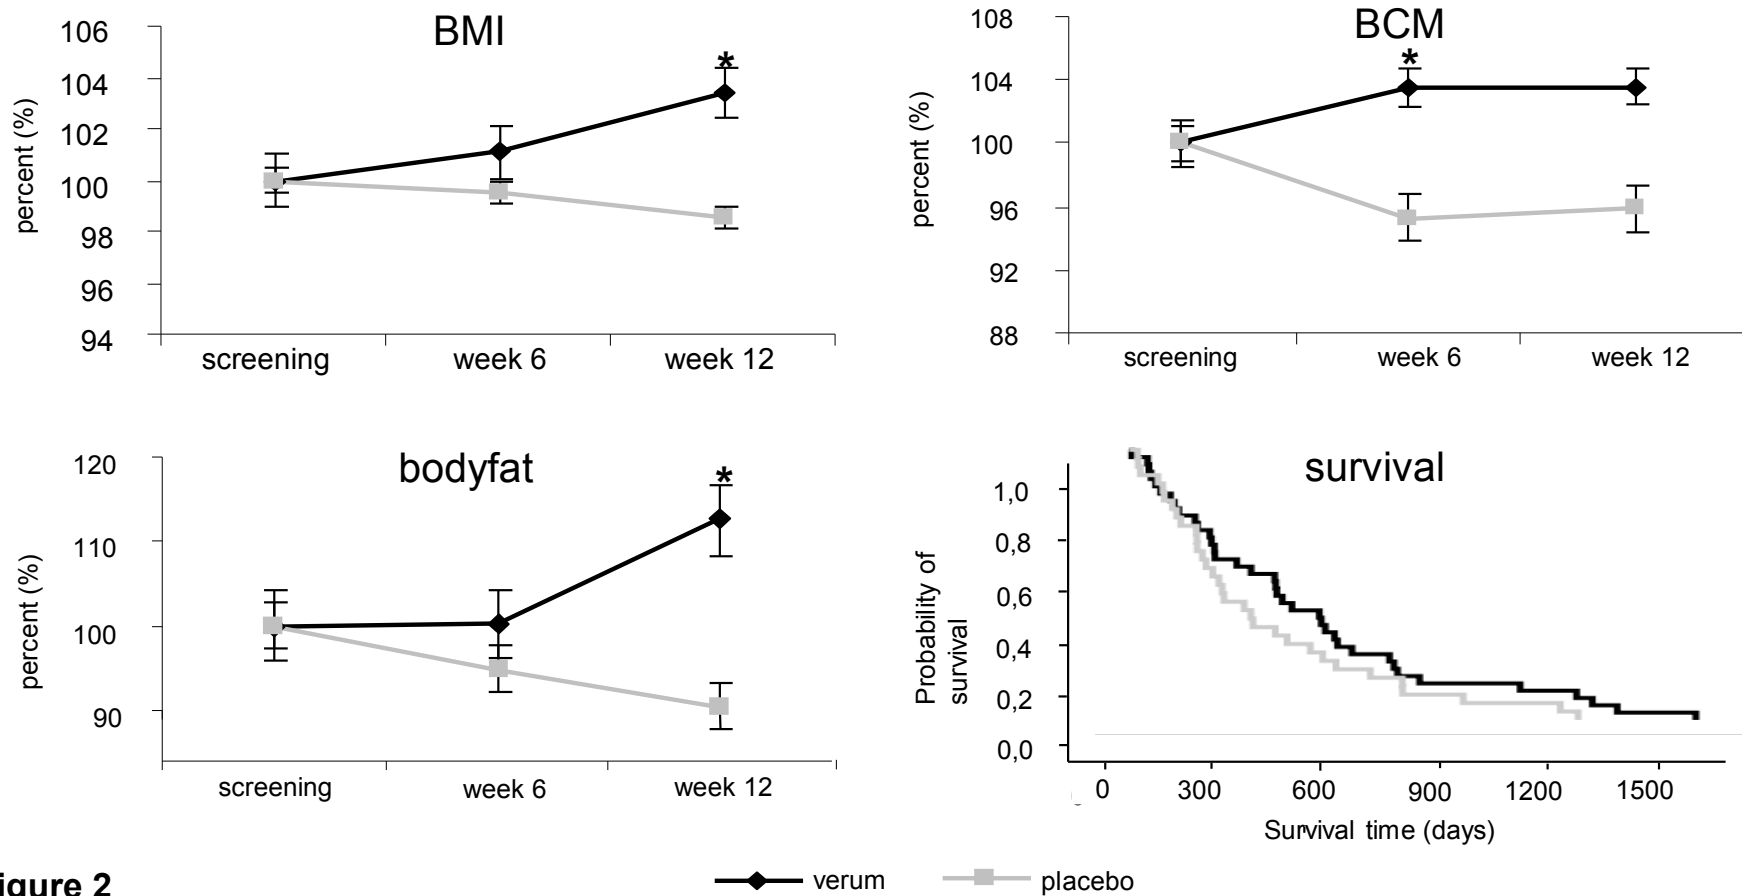 BMI
106
104
102
100
98
96
94
percent (%)
*
screening week 6 week 12
BCM
108
104
100
96
92
88
percent (%)
*
screening week 6 week 12
bodyfat
120
110
100
90
percent (%)
*
screening week 6 week 12
survival
1,0
0,8
0,6
0,4
0,2
0,0
Probability of
survival
0 300 600 900 1200 1500
Survival time (days)
verum placebo
igure 2